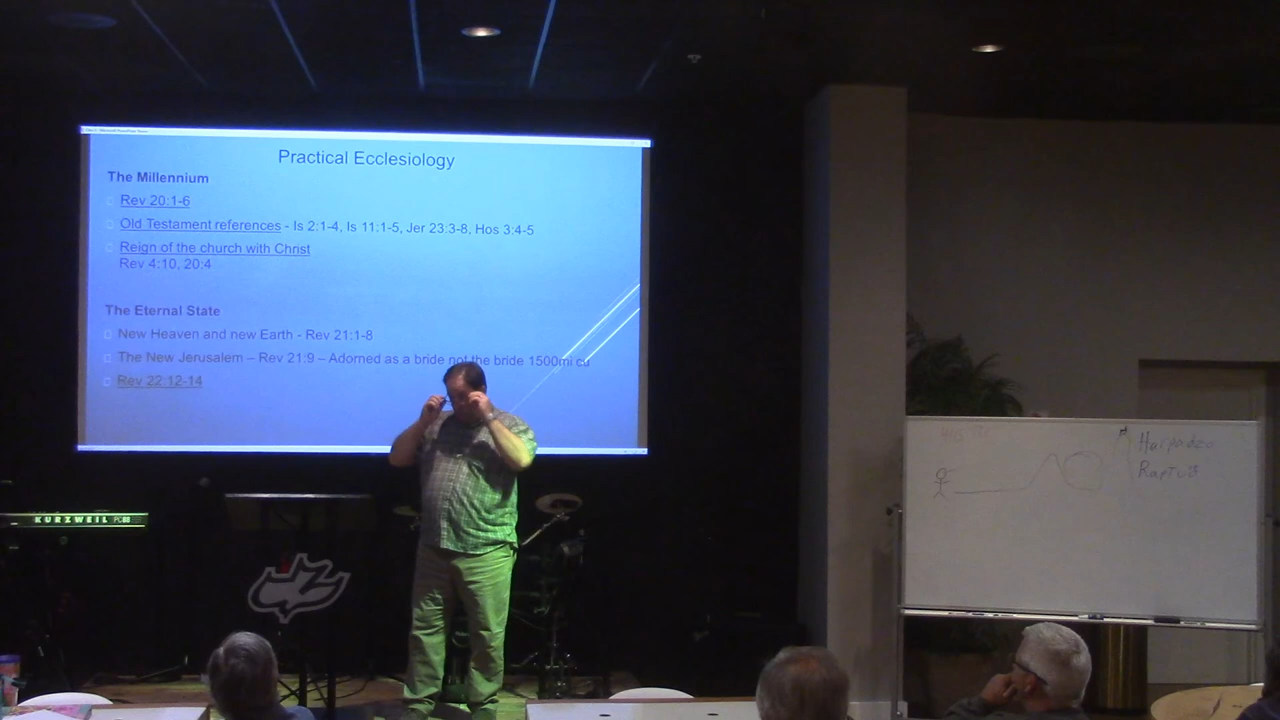 Practical Ecclesiology
The Millennium
Rev 20:1-6
Old Testament references - Is 2:1-4, Is 11:1-5, Jer 23:3-8, Hos 3:4-5
Reign of the church with Christ
Rev 4:10, 20:4
The Eternal State
New Heaven and new Earth - Rev 21:1-8
The New Jerusalem – Rev 21:9 – Adorned as a bride not the bride 1500mi cu
Rev 22:12-14
KURZWEIL PC88
Harpadzo
Raptus